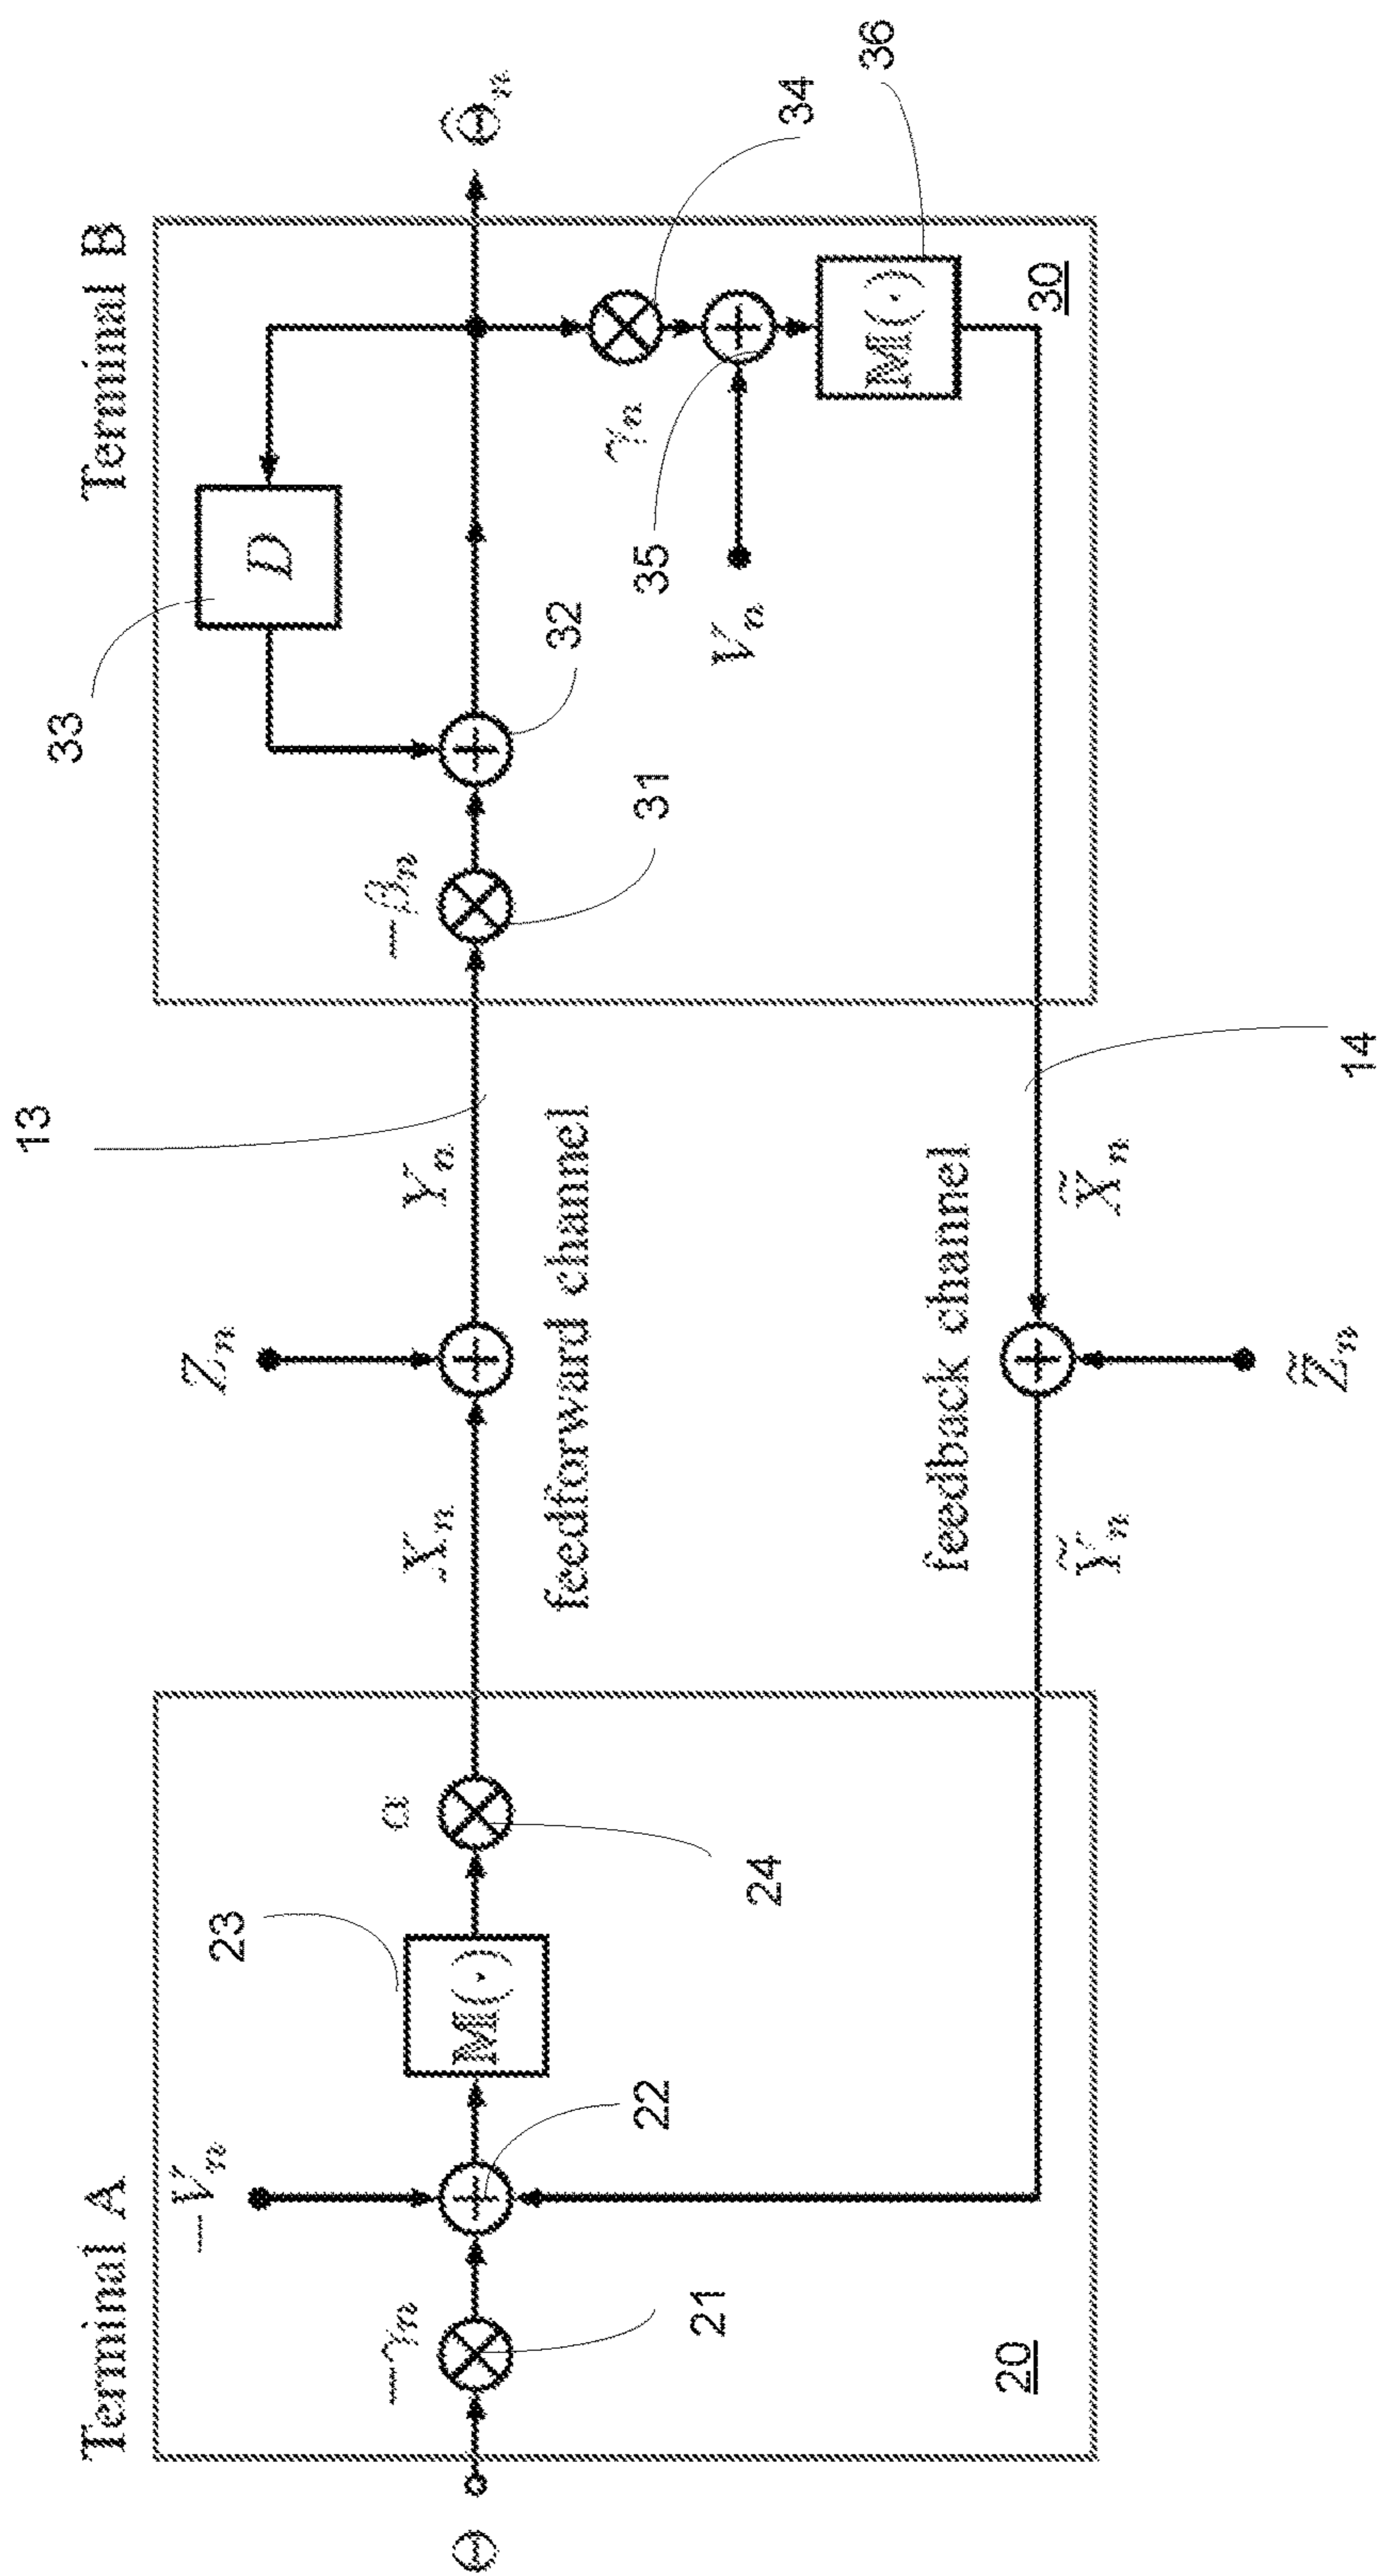 Terminal A
Terminal B
13
33
Z̃ₙ
−Vₙ
23
Zₙ
D
−γₙ
M(·)
α
Xₙ
Yₙ
−βₙ
Θ
Θ̂ₙ
21
22
24
feedforward channel
31
32
γₙ
34
35
Vₙ
M(·)
36
20
feedback channel
30
Ỹₙ
X̃ₙ
14